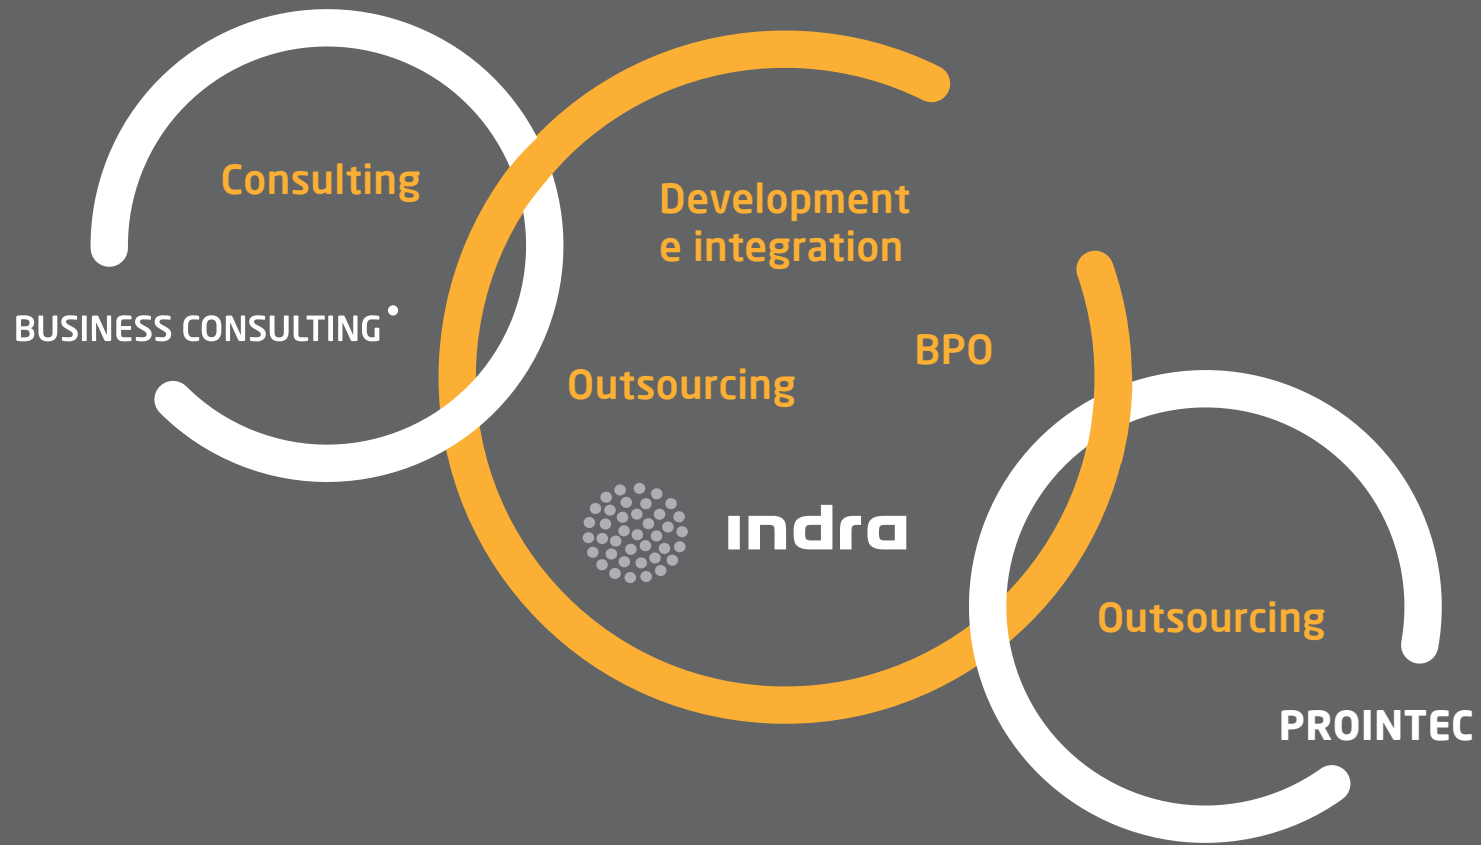 Consulting
BUSINESS CONSULTING
Development
e integration
BPO
Outsourcing
indra
Outsourcing
PROINTEC